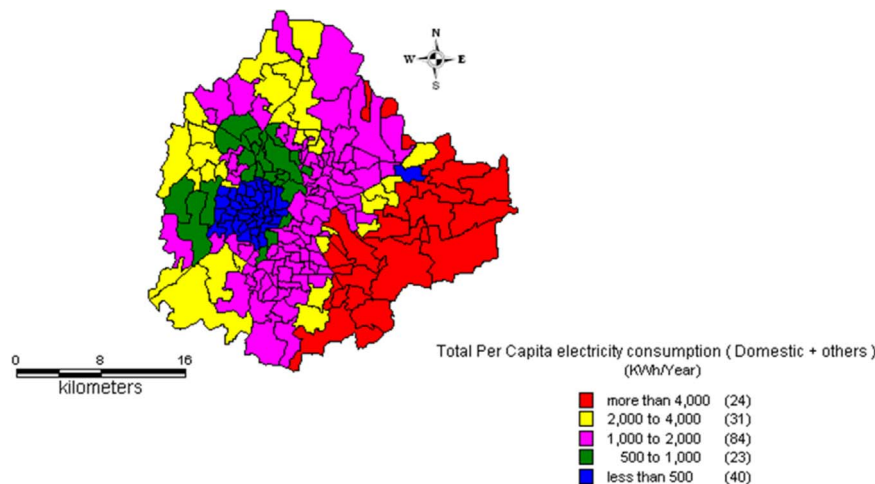 N
W E
S
0 8 16
kilometers
Total Per Capita electricity consumption ( Domestic + others )
(KWh/Year)
more than 4,000 (24)
2,000 to 4,000 (31)
1,000 to 2,000 (84)
500 to 1,000 (23)
less than 500 (40)